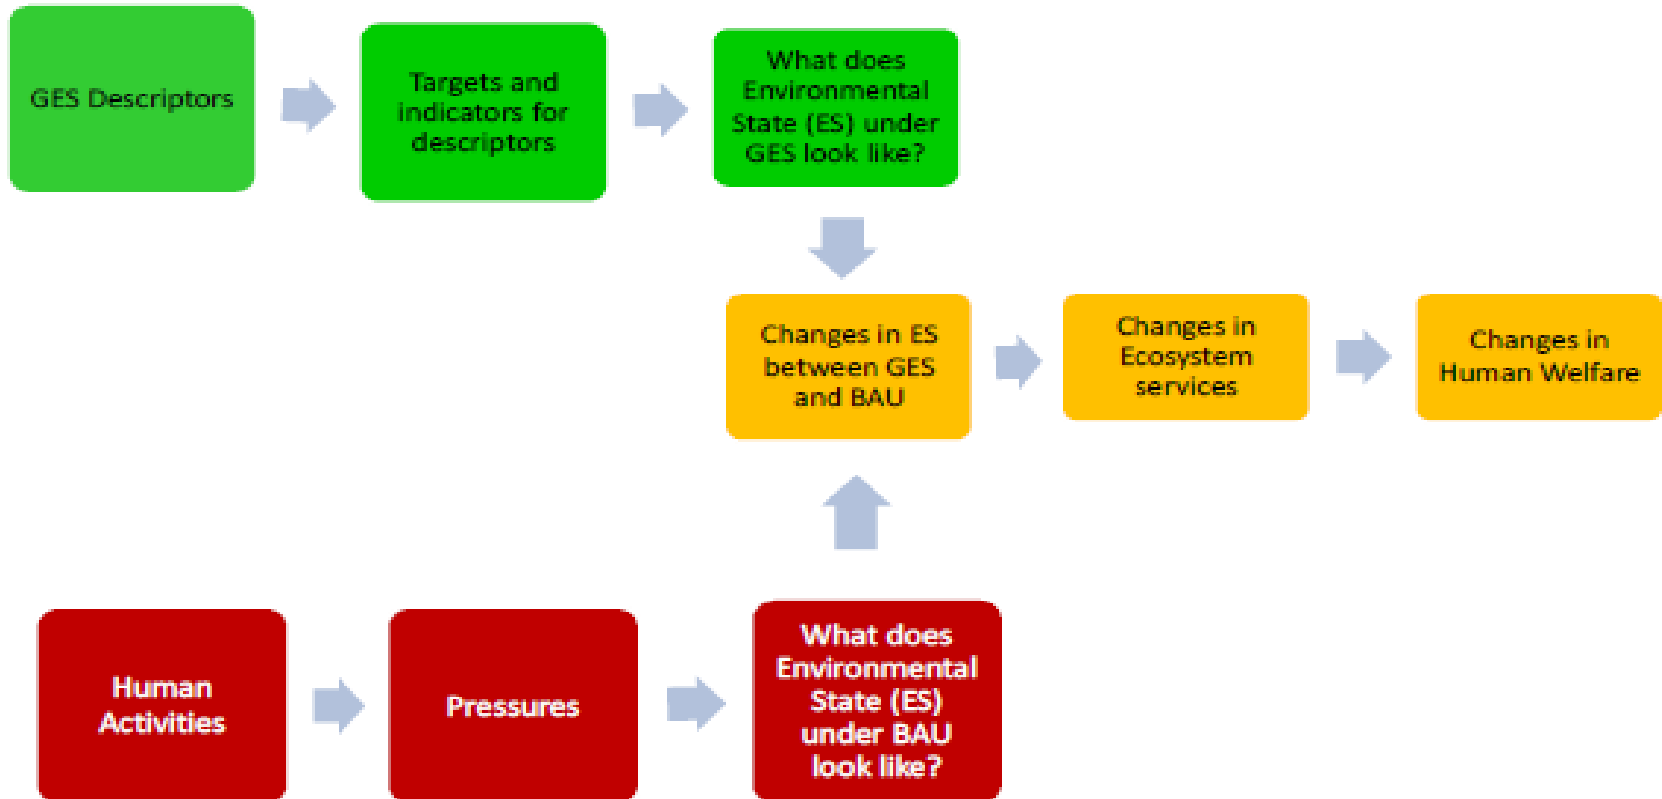 GES Descriptors
Targets and
indicators for
descriptors
What does
Environmental
State (ES) under
GES look like?
Changes in ES
between GES
and BAU
Changes in
Ecosystem
services
Changes in
Human Welfare
Human
Activities
Pressures
What does
Environmental
State (ES)
under BAU
look like?